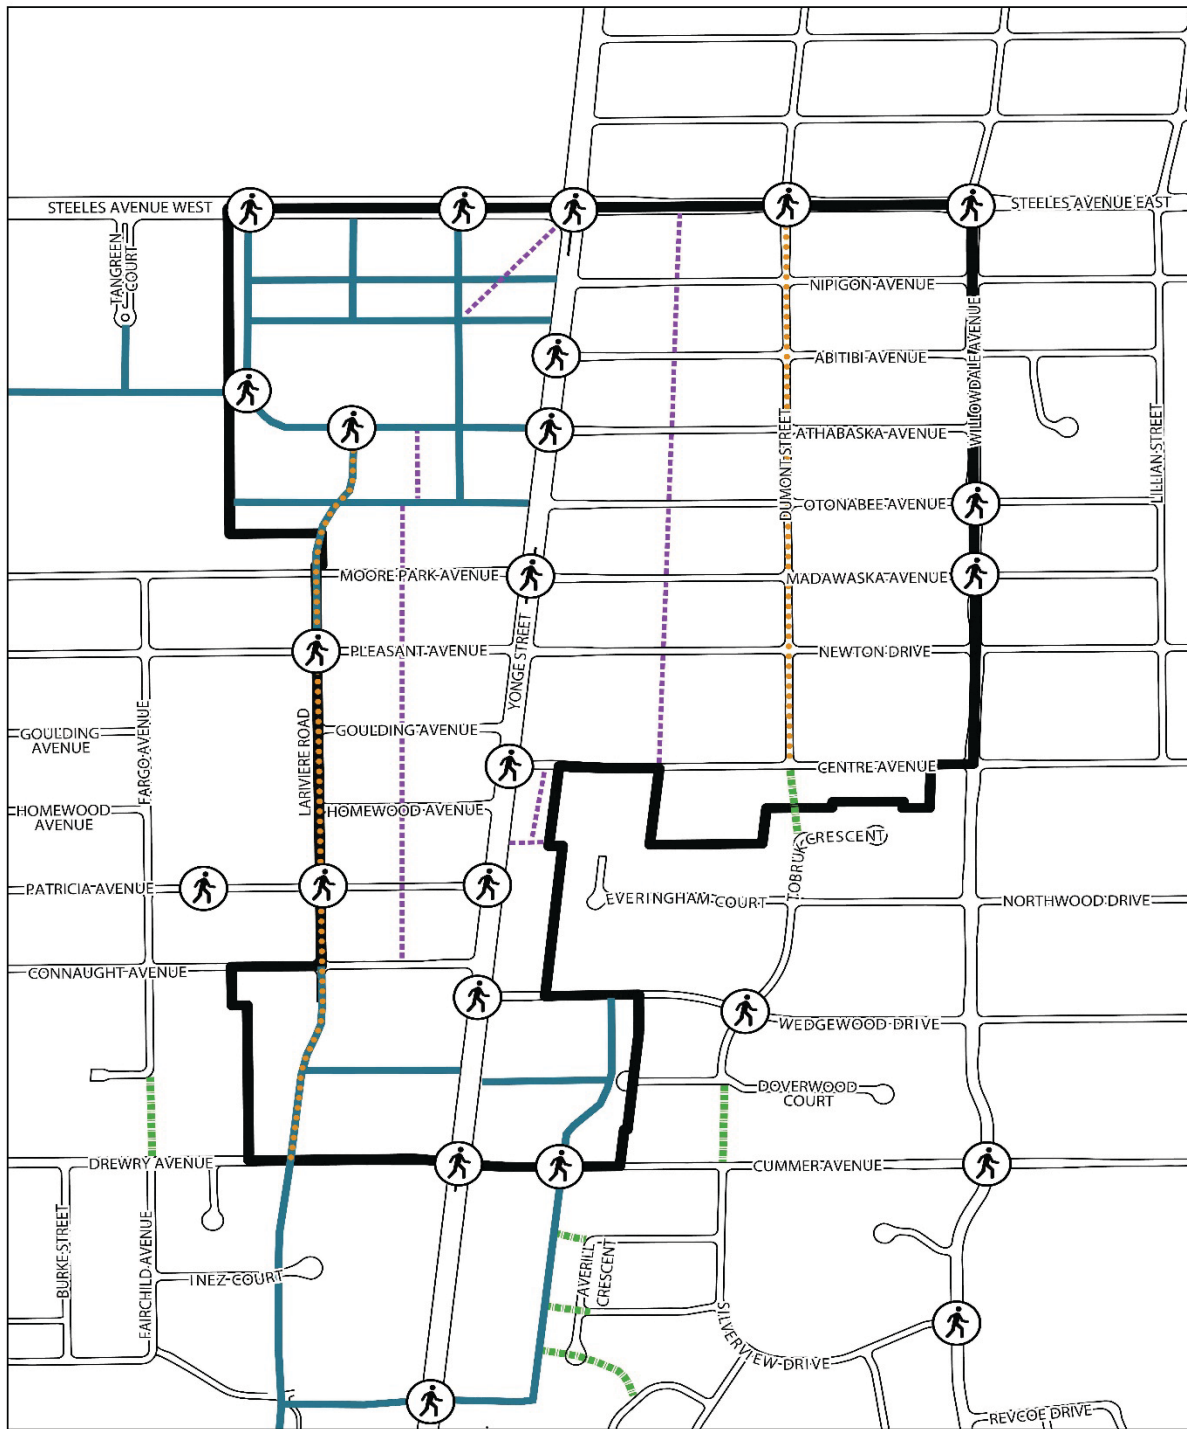 STEELES AVENUE WEST
STEELES AVENUE EAST
TANGREEN
COURT
NIPIGON AVENUE
ABITIBI AVENUE
WILLOWDALE AVENUE
DUMONT STREET
ATHABASKA AVENUE
LILLIAN STREET
OTONABEE AVENUE
MOORE PARK AVENUE
MADAWASKA AVENUE
YONGE STREET
PLEASANT AVENUE
NEWTON DRIVE
FARGO AVENUE
LARIVIERE ROAD
GOULDING
AVENUE
GOULDING AVENUE
CENTRE AVENUE
HOMEWOOD
AVENUE
HOMEWOOD AVENUE
TOBRUK
CRESCENT
PATRICIA AVENUE
EVERINGHAM COURT
NORTHWOOD DRIVE
CONNAUGHT AVENUE
WEDGEWOOD DRIVE
DOVERWOOD
COURT
DREWRY AVENUE
CUMMER AVENUE
BURKE STREET
FAIRCHILD AVENUE
INEZ COURT
AVERILL
CRESCENT
SILVERVIEW DRIVE
REVCOE DRIVE